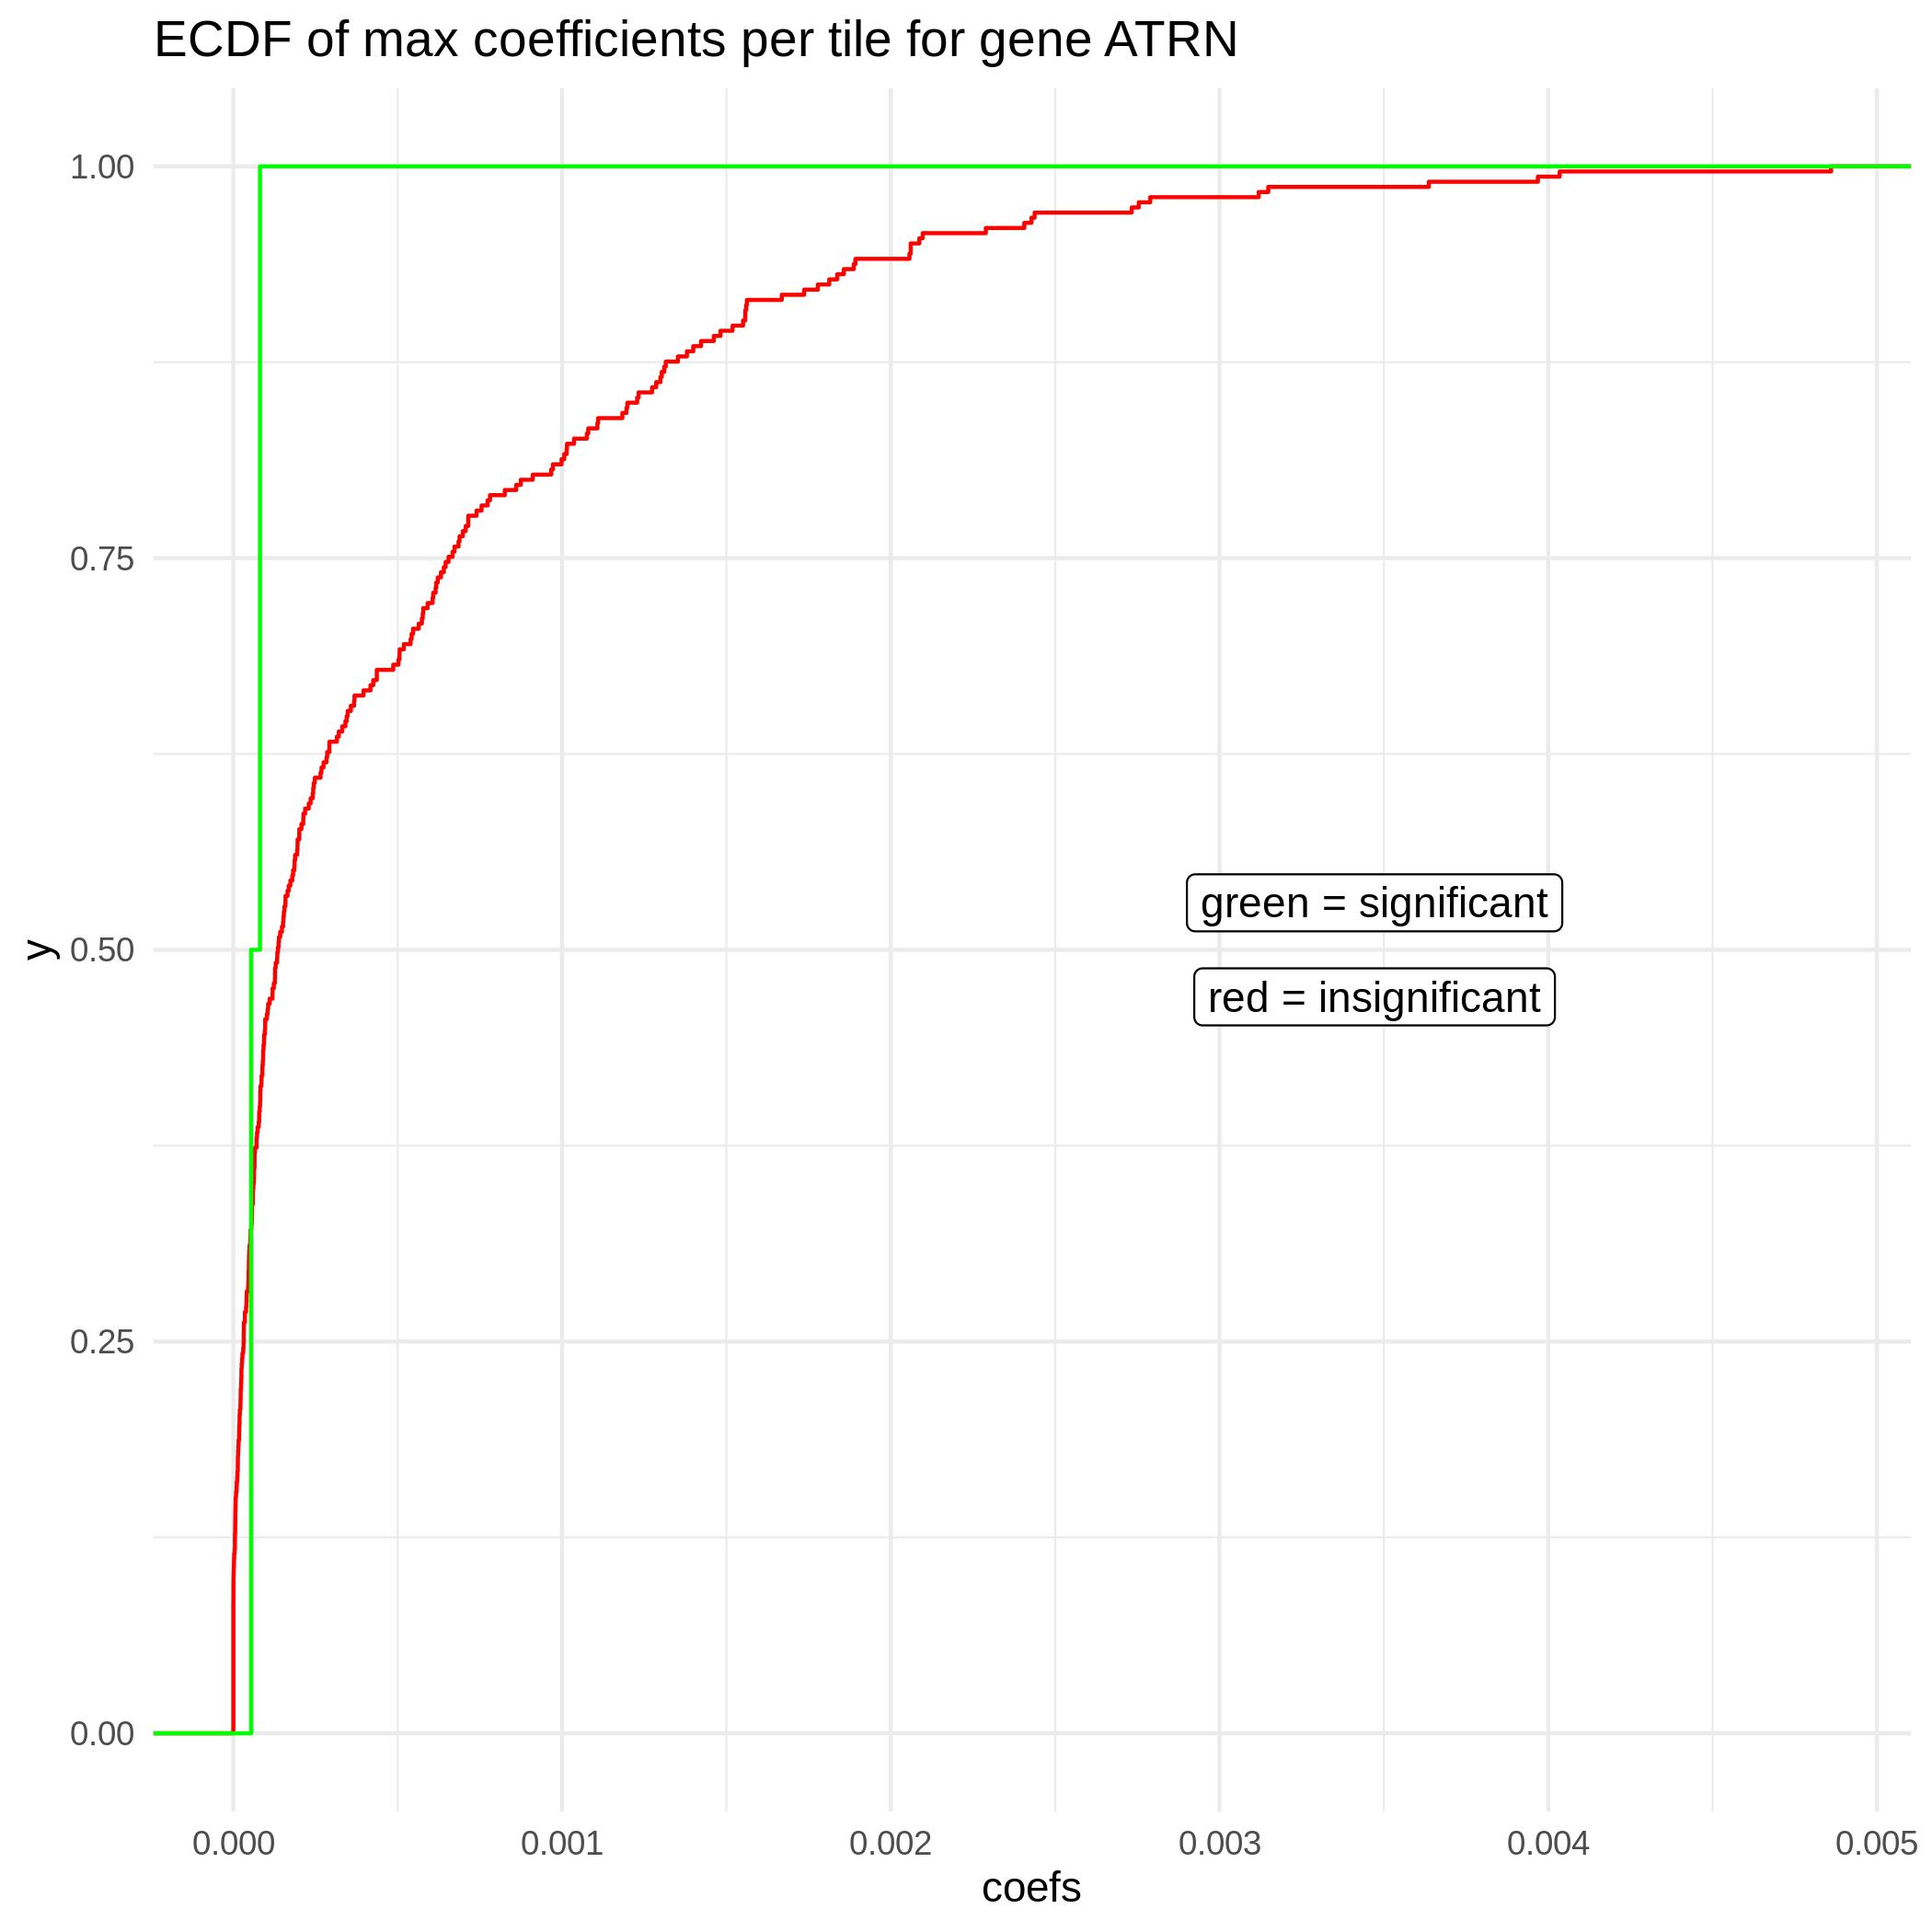 ECDF of max coefficients per tile for gene ATRN
1.00
0.75
0.50
0.25
0.00
y
green = significant
red = insignificant
0.000 0.001 0.002 0.003 0.004 0.005
coefs